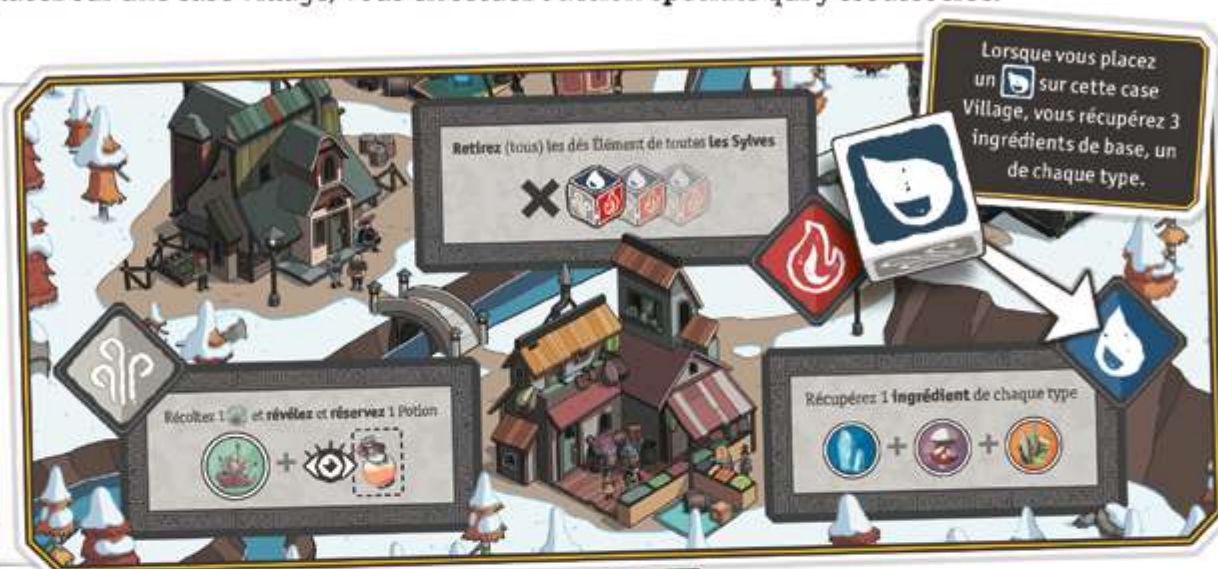 Lorsque vous placez
un sur cette case
Village, vous récupérez 3
ingrédients de base, un
de chaque type.
Retirez (tous) les dés Élément de toutes les Sylves
Récoltez 1 et révélez et réservez 1 Potion
+
Récupérez 1 ingrédient de chaque type
+ +